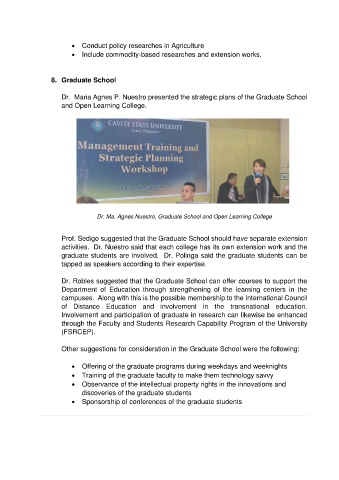 • Conduct policy researches in Agriculture
• Include commodity-based researches and extension works.
8. Graduate School
Dr. Maria Agnes P. Nuestro presented the strategic plans of the Graduate School
and Open Learning College.
CAVITE STATE UNIVERSITY
Management Training and
Strategic Planning
Workshop
Dr. Ma. Agnes Nuestro, Graduate School and Open Learning College
Prof. Sedigo suggested that the Graduate School should have separate extension
activities. Dr. Nuestro said that each college has its own extension work and the
graduate students are involved. Dr. Polinga said the graduate students can be
tapped as speakers according to their expertise.
Dr. Robles suggested that the Graduate School can offer courses to support the
Department of Education through strengthening of the learning centers in the
campuses. Along with this is the possible membership to the International Council
of Distance Education and involvement in the transnational education.
Involvement and participation of graduate in research can likewise be enhanced
through the Faculty and Students Research Capability Program of the University
(FSRCEP).
Other suggestions for consideration in the Graduate School were the following:
• Offering of the graduate programs during weekdays and weeknights
• Training of the graduate faculty to make them technology savvy
• Observance of the intellectual property rights in the innovations and
discoveries of the graduate students
• Sponsorship of conferences of the graduate students